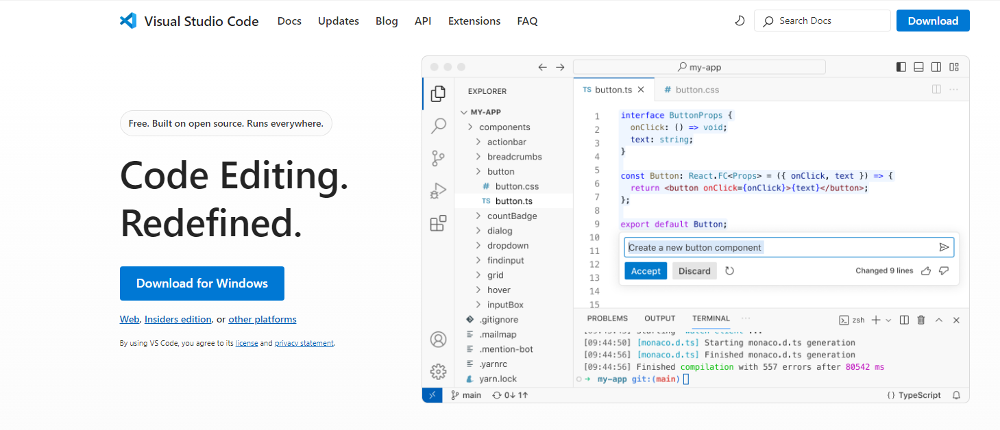 Visual Studio Code Docs Updates Blog API Extensions FAQ Search Docs Download
Free. Built on open source. Runs everywhere.
Code Editing.
Redefined.
Download for Windows
Web, Insiders edition, or other platforms
By using VS Code, you agree to its license and privacy statement.
my-app
EXPLORER
MY-APP
components
actionbar
breadcrumbs
button
# button.css
TS button.ts
countBadge
dialog
dropdown
findinput
grid
hover
inputBox
.gitignore
.mailmap
.mention-bot
.yarnrc
yarn.lock
TS button.ts # button.css
1 interface ButtonProps {
2 onClick: () => void;
3 text: string;
4 }
5
6 const Button: React.FC<Props> = ({ onClick, text }) => {
7 return <button onClick={onClick}>{text}</button>;
8 };
9 export default Button;
10
11 Create a new button component
12
13 Accept Discard Changed 9 lines
14
15
PROBLEMS OUTPUT TERMINAL ··· zsh
[09:44:50] [monaco.d.ts] Starting monaco.d.ts generation
[09:44:56] [monaco.d.ts] Finished monaco.d.ts generation
[09:44:56] Finished compilation with 557 errors after 80542 ms
my-app git:(main)
main 0↓ 1↑ {} TypeScript